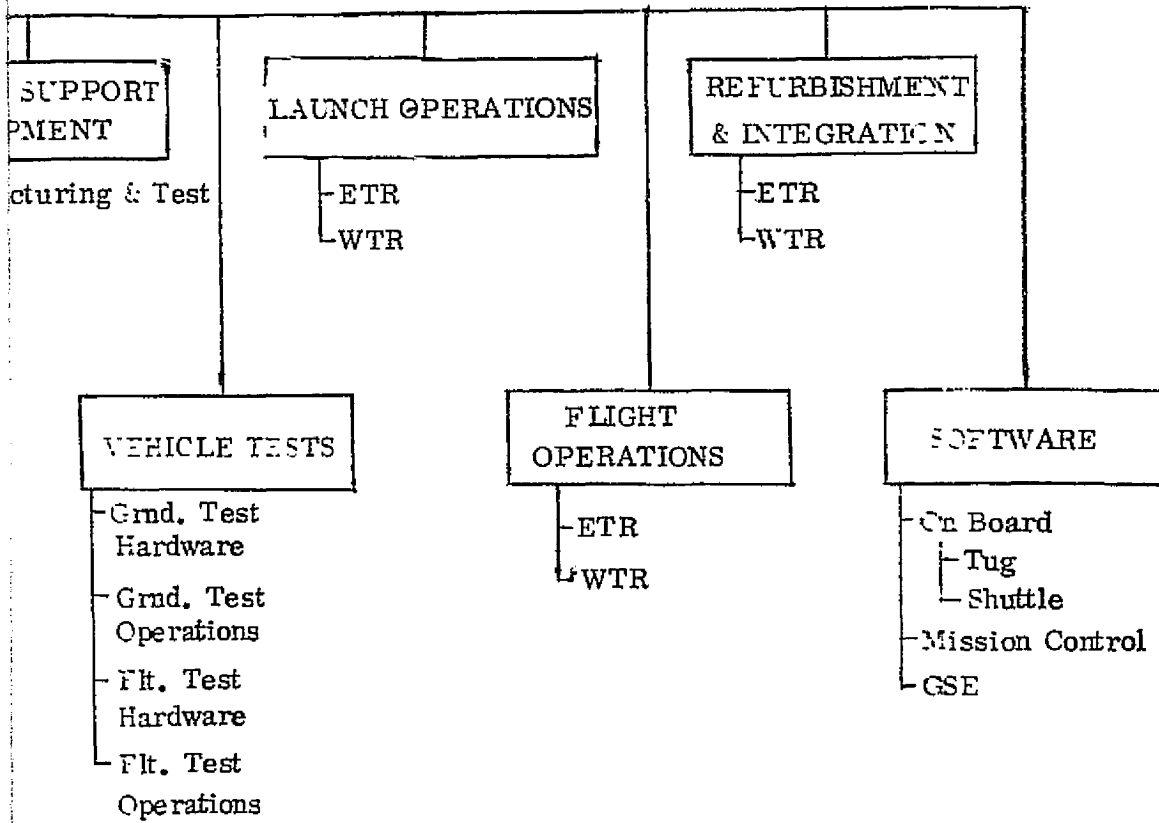 SUPPORT
PMENT
cturing & Test
LAUNCH OPERATIONS
ETR
WTR
REFURBISHMENT
& INTEGRATION
ETR
WTR
VEHICLE TESTS
Grnd. Test
Hardware
Grnd. Test
Operations
Flt. Test
Hardware
Flt. Test
Operations
FLIGHT
OPERATIONS
ETR
WTR
SOFTWARE
On Board
Tug
Shuttle
Mission Control
GSE